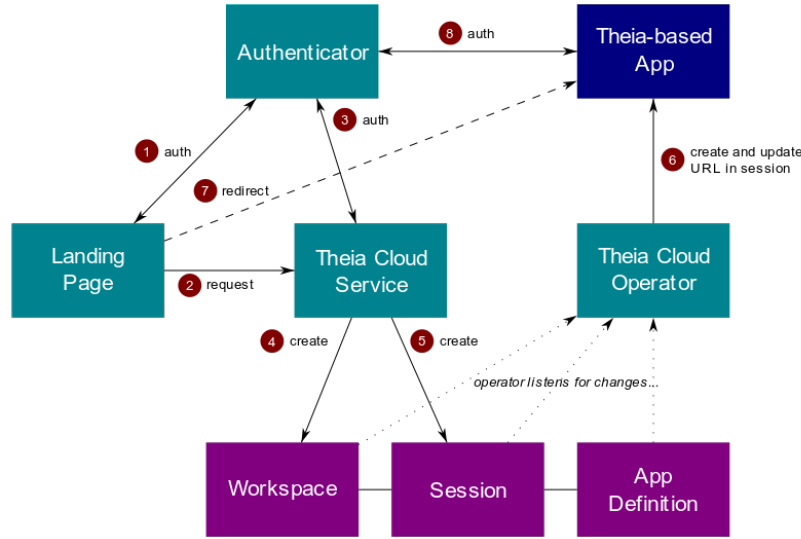 Authenticator
8 auth
Theia-based
App
1 auth
3 auth
6 create and update
URL in session
7 redirect
Landing
Page
2 request
Theia Cloud
Service
Theia Cloud
Operator
4 create
5 create
operator listens for changes...
Workspace
Session
App
Definition